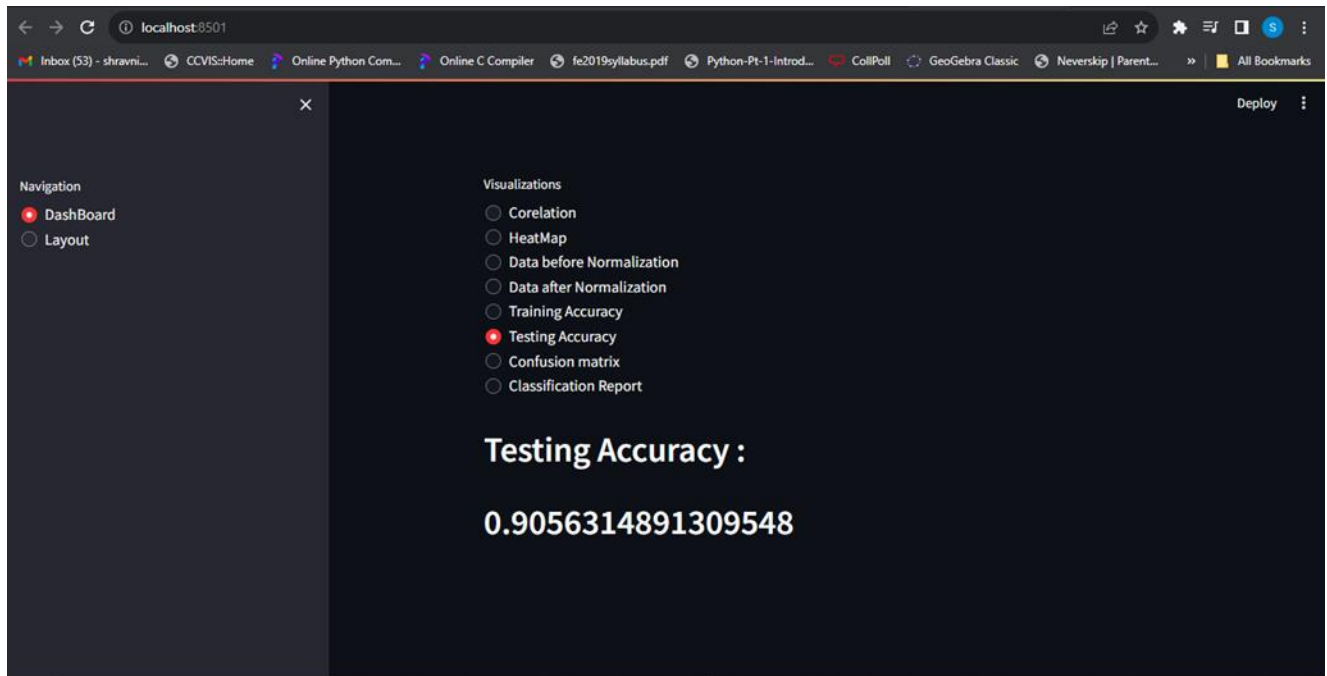 localhost:8501
S
Inbox (53) - shravni... CCVIS::Home Online Python Com... Online C Compiler fe2019syllabus.pdf Python-Pt-1-Introd... CollPoll GeoGebra Classic Neverskip | Parent... » All Bookmarks
× Deploy
Navigation
DashBoard
Layout
Visualizations
Corelation
HeatMap
Data before Normalization
Data after Normalization
Training Accuracy
Testing Accuracy
Confusion matrix
Classification Report
Testing Accuracy :
0.9056314891309548